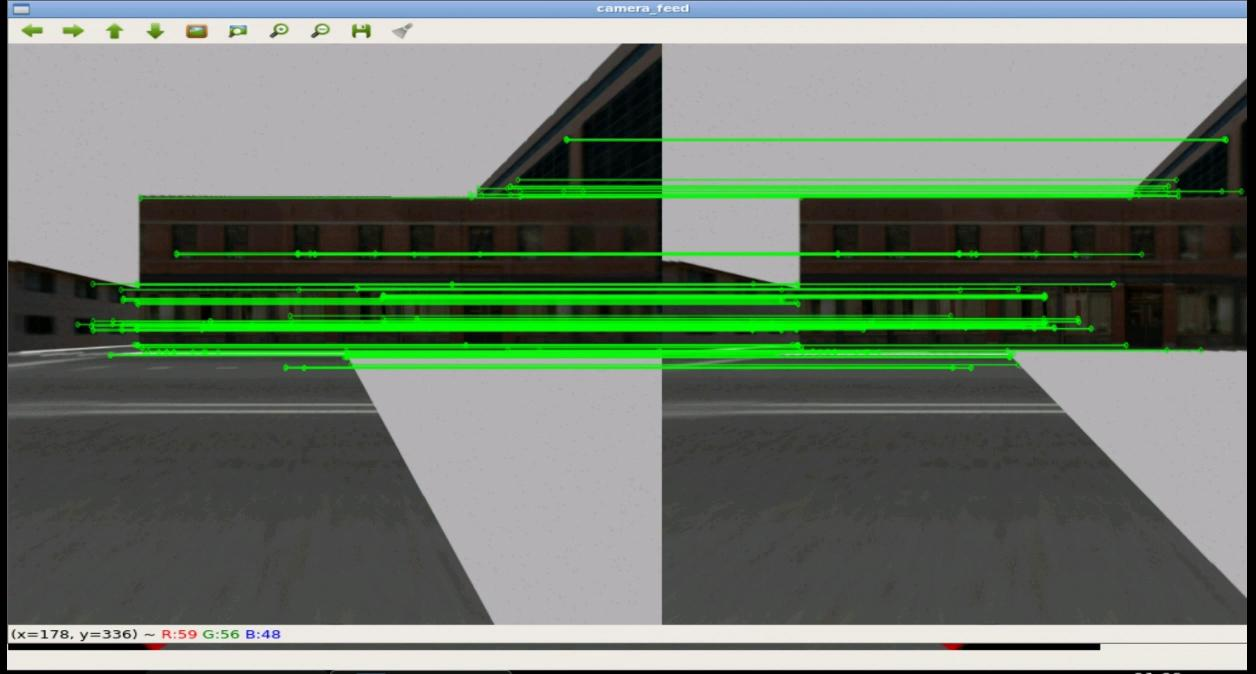 camera_feed
(x=178, y=336) ~ R:59 G:56 B:48